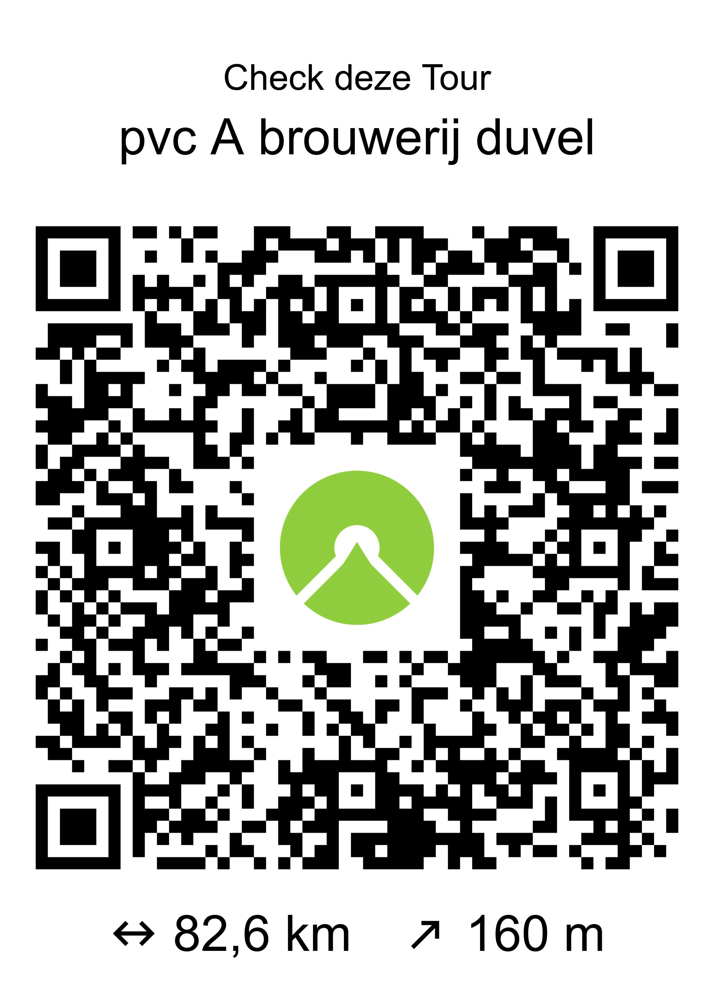 Check deze Tour
pvc A brouwerij duvel
↔ 82,6 km ↗ 160 m